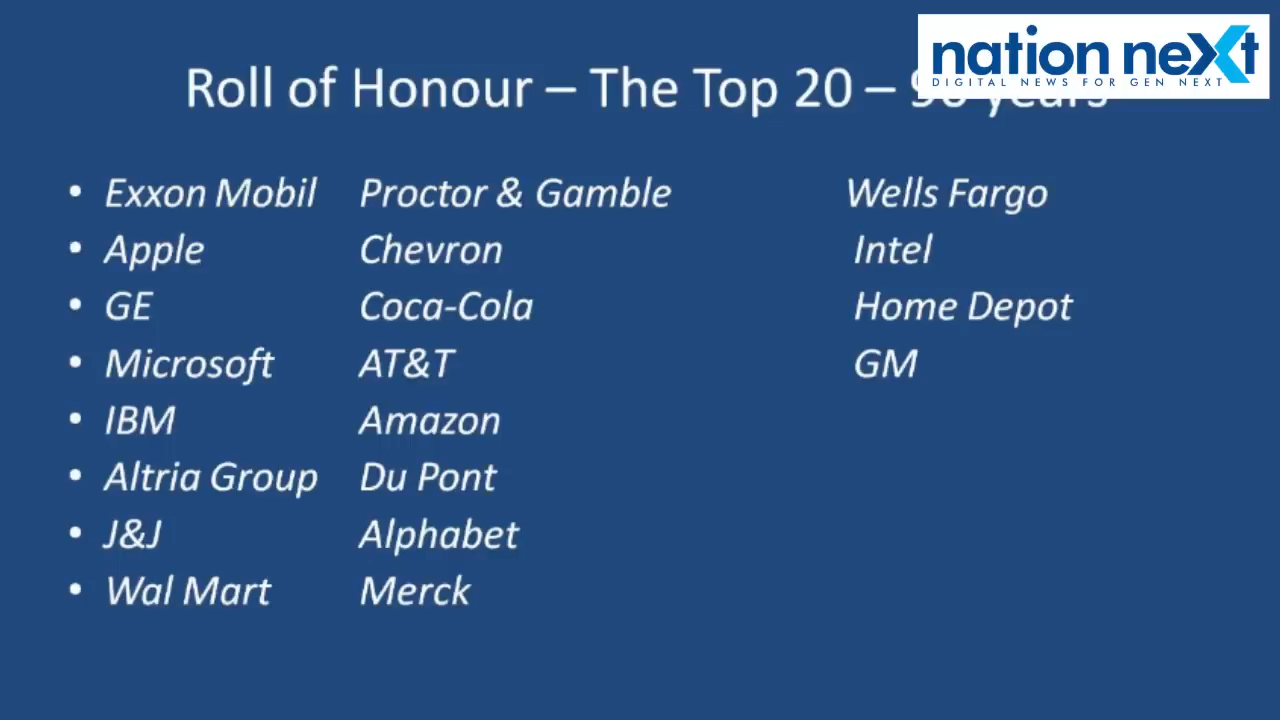 nation next
DIGITAL NEWS FOR GEN NEXT
Roll of Honour – The Top 20 – 90 years
• Exxon Mobil Proctor & Gamble Wells Fargo
• Apple Chevron Intel
• GE Coca-Cola Home Depot
• Microsoft AT&T GM
• IBM Amazon
• Altria Group Du Pont
• J&J Alphabet
• Wal Mart Merck